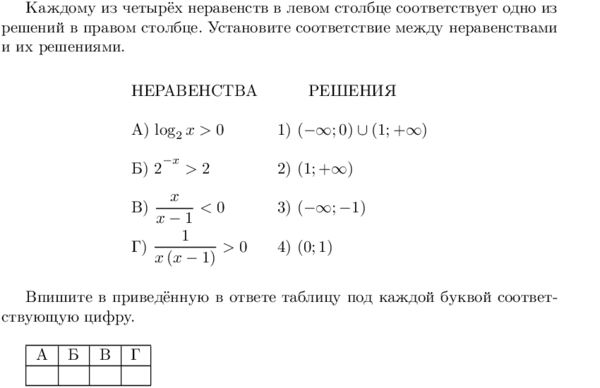 Каждому из четырёх неравенств в левом столбце соответствует одно из
решений в правом столбце. Установите соответствие между неравенствами
и их решениями.
НЕРАВЕНСТВА РЕШЕНИЯ
А) log₂ x > 0 1) (−∞; 0) ∪ (1; +∞)
Б) 2^{−x} > 2 2) (1; +∞)
В) x/(x − 1) < 0 3) (−∞; −1)
Г) 1/(x (x − 1)) > 0 4) (0; 1)
Впишите в приведённую в ответе таблицу под каждой буквой соответ-
ствующую цифру.
А Б В Г